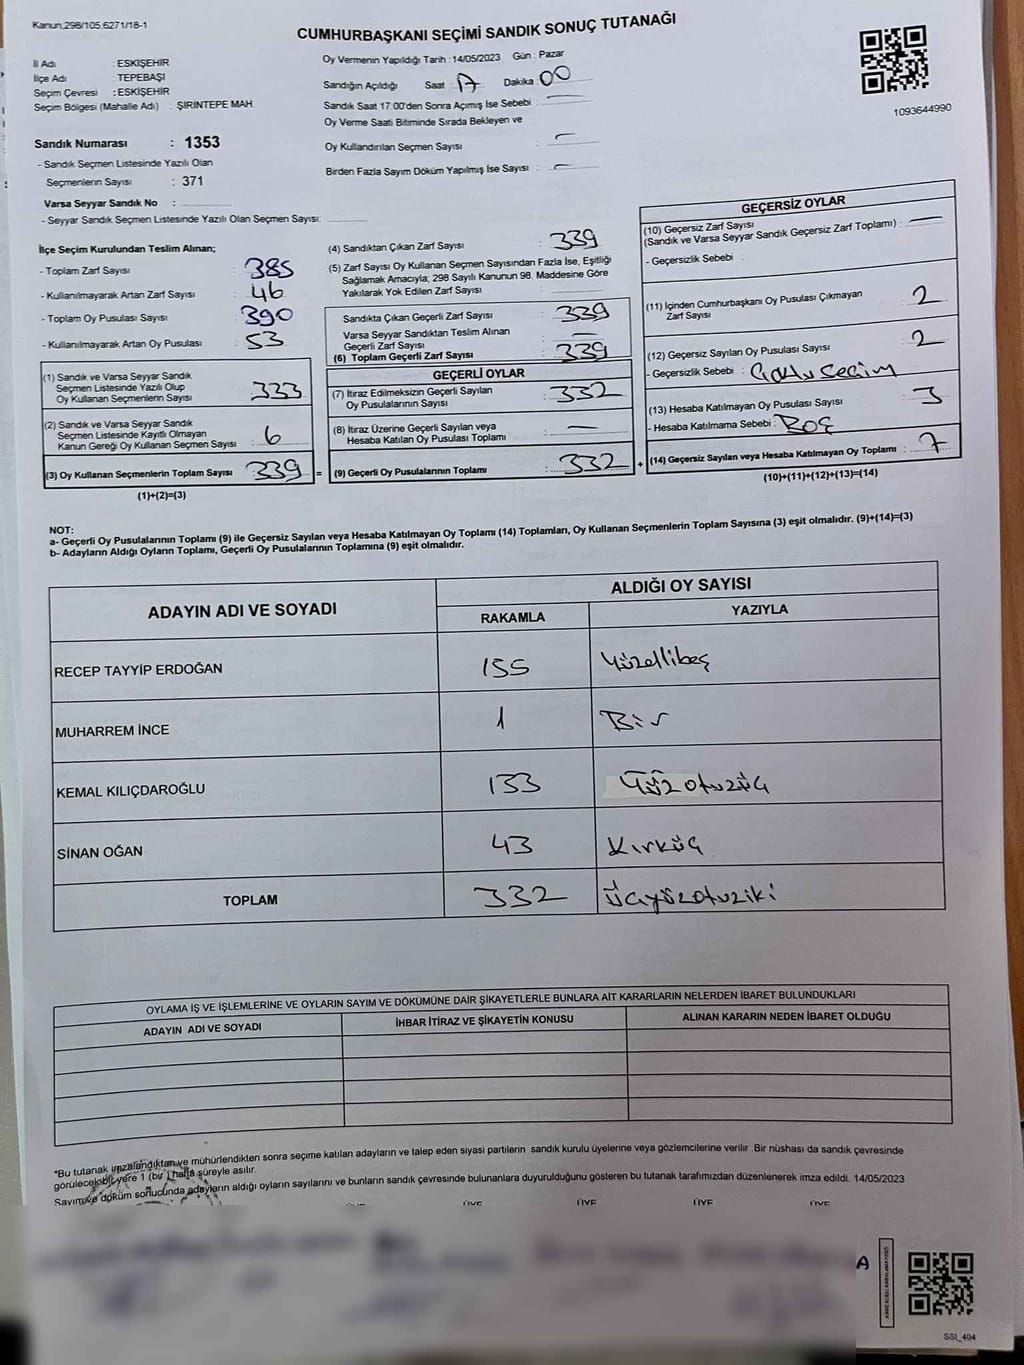 Kanun.298/105.6271/18-1
CUMHURBAŞKANI SEÇİMİ SANDIK SONUÇ TUTANAĞI
İl Adı : ESKİŞEHİR
İlçe Adı : TEPEBAŞI
Seçim Çevresi : ESKİŞEHİR
Seçim Bölgesi (Mahalle Adı) : ŞİRİNTEPE MAH.
Sandık Numarası : 1353
- Sandık Seçmen Listesinde Yazılı Olan
Seçmenlerin Sayısı : 371
Varsa Seyyar Sandık No :
- Seyyar Sandık Seçmen Listesinde Yazılı Olan Seçmen Sayısı:
Oy Vermenin Yapıldığı Tarih : 14/05/2023 Gün : Pazar
Sandığın Açıldığı Saat : 17 Dakika : 00
Sandık Saat 17:00'den Sonra Açımış İse Sebebi : —
Oy Verme Saati Bitiminde Sırada Bekleyen ve
Oy Kullandırılan Seçmen Sayısı : —
Birden Fazla Sayım Döküm Yapılmış İse Sayısı : —
1093644990
İlçe Seçim Kurulundan Teslim Alınan;
- Toplam Zarf Sayısı : 385
- Kullanılmayarak Artan Zarf Sayısı : 46
- Toplam Oy Pusulası Sayısı : 390
- Kullanılmayarak Artan Oy Pusulası : 53
(1) Sandık ve Varsa Seyyar Sandık
Seçmen Listesinde Yazılı Olup
Oy Kullanan Seçmenlerin Sayısı : 333
(2) Sandık ve Varsa Seyyar Sandık
Seçmen Listesinde Kayıtlı Olmayan
Kanun Gereği Oy Kullanan Seçmen Sayısı : 6
(3) Oy Kullanan Seçmenlerin Toplam Sayısı : 339 =
(1)+(2)=(3)
(4) Sandıktan Çıkan Zarf Sayısı : 339
(5) Zarf Sayısı Oy Kullanan Seçmen Sayısından Fazla İse, Eşitliği
Sağlamak Amacıyla; 298 Sayılı Kanunun 98. Maddesine Göre
Yakılarak Yok Edilen Zarf Sayısı :
Sandıkta Çıkan Geçerli Zarf Sayısı : 339
Varsa Seyyar Sandıktan Teslim Alınan
Geçerli Zarf Sayısı : —
(6) Toplam Geçerli Zarf Sayısı : 339
GEÇERLİ OYLAR
(7) İtiraz Edilmeksizin Geçerli Sayılan
Oy Pusulalarının Sayısı : 332
(8) İtiraz Üzerine Geçerli Sayılan veya
Hesaba Katılan Oy Pusulası Toplamı : —
(9) Geçerli Oy Pusulalarının Toplamı : 332 +
GEÇERSİZ OYLAR
(10) Geçersiz Zarf Sayısı
(Sandık ve Varsa Seyyar Sandık Geçersiz Zarf Toplamı) : —
- Geçersizlik Sebebi :
(11) İçinden Cumhurbaşkanı Oy Pusulası Çıkmayan
Zarf Sayısı : 2
(12) Geçersiz Sayılan Oy Pusulası Sayısı : 2
- Geçersizlik Sebebi : Çoklu seçim
(13) Hesaba Katılmayan Oy Pusulası Sayısı : 3
- Hesaba Katılmama Sebebi : Boş
(14) Geçersiz Sayılan veya Hesaba Katılmayan Oy Toplamı : 7
(10)+(11)+(12)+(13)=(14)
NOT:
a- Geçerli Oy Pusulalarının Toplamı (9) ile Geçersiz Sayılan veya Hesaba Katılmayan Oy Toplamı (14) Toplamları, Oy Kullanan Seçmenlerin Toplam Sayısına (3) eşit olmalıdır. (9)+(14)=(3)
b- Adayların Aldığı Oyların Toplamı, Geçerli Oy Pusulalarının Toplamına (9) eşit olmalıdır.
ADAYIN ADI VE SOYADI
ALDIĞI OY SAYISI
RAKAMLA YAZIYLA
RECEP TAYYİP ERDOĞAN 155 Yüzellibeş
MUHARREM İNCE 1 Bir
KEMAL KILIÇDAROĞLU 133 Yüzotuzüç
SİNAN OĞAN 43 Kırküç
TOPLAM 332 Üçyüzotuziki
OYLAMA İŞ VE İŞLEMLERİNE VE OYLARIN SAYIM VE DÖKÜMÜNE DAİR ŞİKAYETLERLE BUNLARA AİT KARARLARIN NELERDEN İBARET BULUNDUKLARI
ADAYIN ADI VE SOYADI İHBAR İTİRAZ VE ŞİKAYETİN KONUSU ALINAN KARARIN NEDEN İBARET OLDUĞU
*Bu tutanak imzalandıktan ve mühürlendikten sonra seçime katılan adayların ve talep eden siyasi partilerin sandık kurulu üyelerine veya gözlemcilerine verilir. Bir nüshası da sandık çevresinde
görülecek bir yere 1 (bir ) hafta süreyle asılır.
Sayım ve döküm sonucunda adayların aldığı oyların sayılarını ve bunların sandık çevresinde bulunanlara duyurulduğunu gösteren bu tutanak tarafımızdan düzenlenerek imza edildi. 14/05/2023
ÜYE ÜYE ÜYE
A
SSI_404